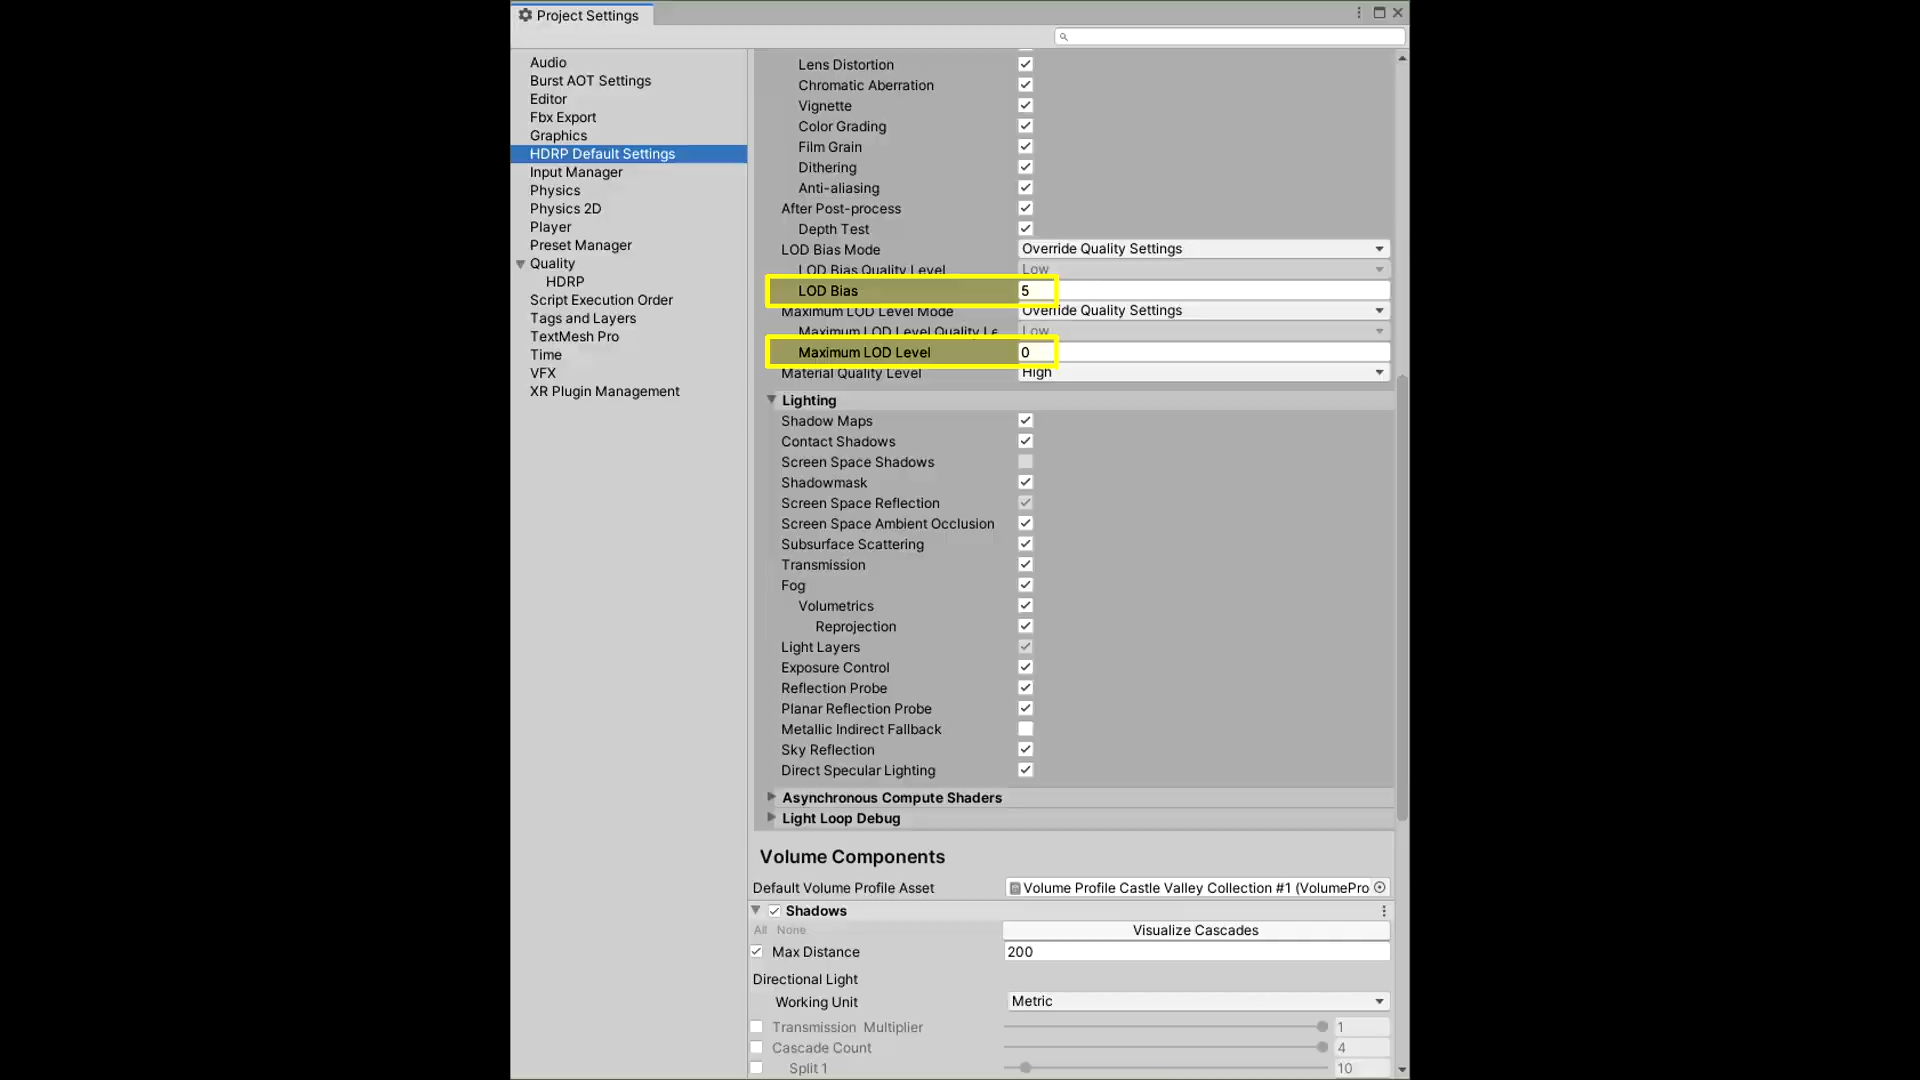 Project Settings
Audio
Burst AOT Settings
Editor
Fbx Export
Graphics
HDRP Default Settings
Input Manager
Physics
Physics 2D
Player
Preset Manager
Quality
HDRP
Script Execution Order
Tags and Layers
TextMesh Pro
Time
VFX
XR Plugin Management
Lens Distortion
Chromatic Aberration
Vignette
Color Grading
Film Grain
Dithering
Anti-aliasing
After Post-process
Depth Test
LOD Bias Mode Override Quality Settings
LOD Bias Quality Level Low
LOD Bias 5
Maximum LOD Level Mode Override Quality Settings
Maximum LOD Level Quality Le Low
Maximum LOD Level 0
Material Quality Level High
Lighting
Shadow Maps
Contact Shadows
Screen Space Shadows
Shadowmask
Screen Space Reflection
Screen Space Ambient Occlusion
Subsurface Scattering
Transmission
Fog
Volumetrics
Reprojection
Light Layers
Exposure Control
Reflection Probe
Planar Reflection Probe
Metallic Indirect Fallback
Sky Reflection
Direct Specular Lighting
Asynchronous Compute Shaders
Light Loop Debug
Volume Components
Default Volume Profile Asset Volume Profile Castle Valley Collection #1 (VolumePro
Shadows
All None Visualize Cascades
Max Distance 200
Directional Light
Working Unit Metric
Transmission Multiplier 1
Cascade Count 4
Split 1 10